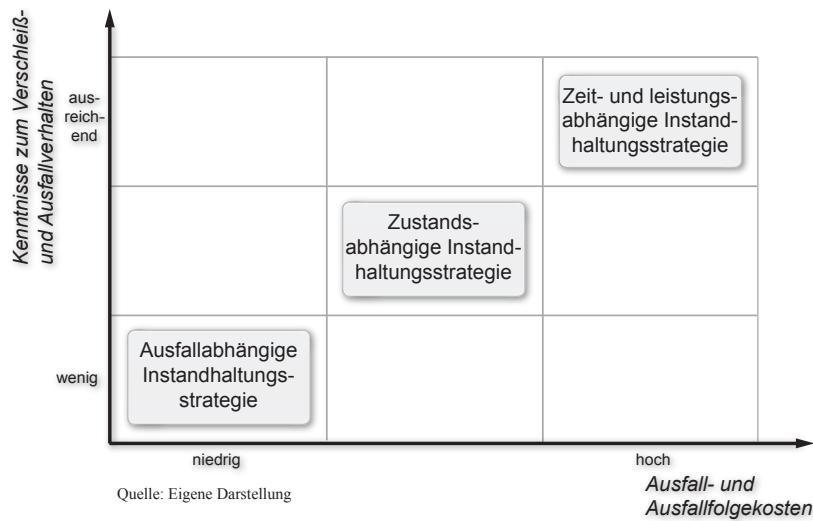 Kenntnisse zum Verschleiß-
und Ausfallverhalten
aus-
reich-
end
wenig
Zeit- und leistungs-
abhängige Instand-
haltungsstrategie
Zustands-
abhängige Instand-
haltungsstrategie
Ausfallabhängige
Instandhaltungs-
strategie
niedrig
hoch
Quelle: Eigene Darstellung
Ausfall- und
Ausfallfolgekosten